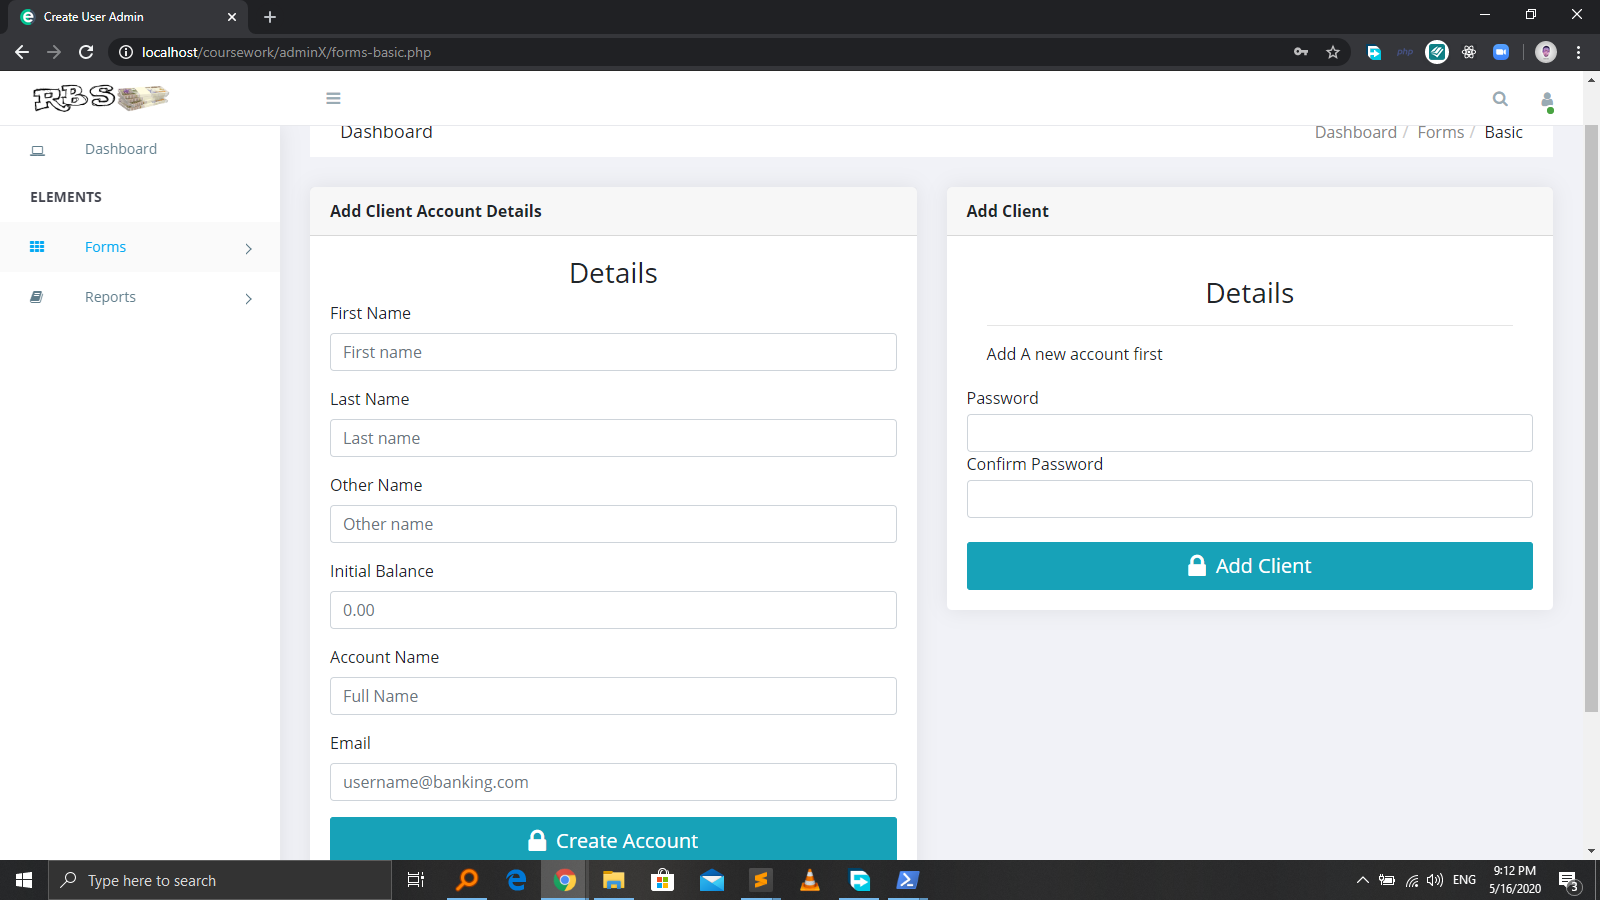 Create User Admin
localhost/coursework/adminX/forms-basic.php
php
RBS
Dashboard
Dashboard / Forms / Basic
Dashboard
ELEMENTS
Forms
Reports
Add Client Account Details
Details
First Name
First name
Last Name
Last name
Other Name
Other name
Initial Balance
0.00
Account Name
Full Name
Email
username@banking.com
Create Account
Add Client
Details
Add A new account first
Password
Confirm Password
Add Client
Type here to search
ENG
9:12 PM
5/16/2020
3